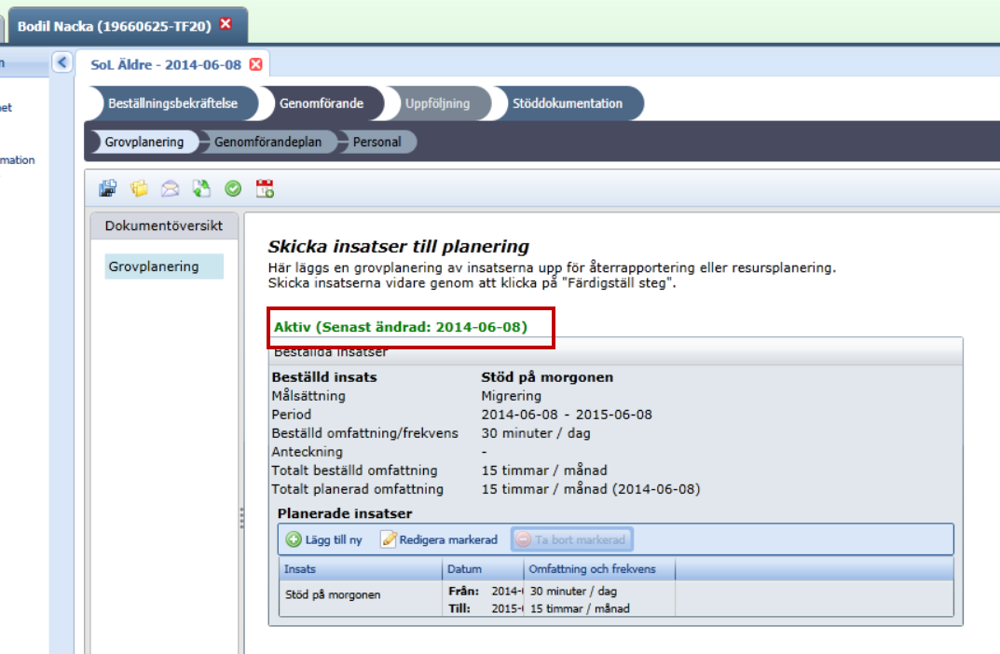 Bodil Nacka (19660625-TF20)
SoL Äldre - 2014-06-08
Beställningsbekräftelse Genomförande Uppföljning Stöddokumentation
Grovplanering Genomförandeplan Personal
mation
Dokumentöversikt
Grovplanering
Skicka insatser till planering
Här läggs en grovplanering av insatserna upp för återrapportering eller resursplanering.
Skicka insatserna vidare genom att klicka på "Färdigställ steg".
Aktiv (Senast ändrad: 2014-06-08)
Beställda insatser
Beställd insats Stöd på morgonen
Målsättning Migrering
Period 2014-06-08 - 2015-06-08
Beställd omfattning/frekvens 30 minuter / dag
Anteckning -
Totalt beställd omfattning 15 timmar / månad
Totalt planerad omfattning 15 timmar / månad (2014-06-08)
Planerade insatser
Lägg till ny Redigera markerad Ta bort markerad
Insats Datum Omfattning och frekvens
Stöd på morgonen Från: 2014- 30 minuter / dag
Till: 2015- 15 timmar / månad